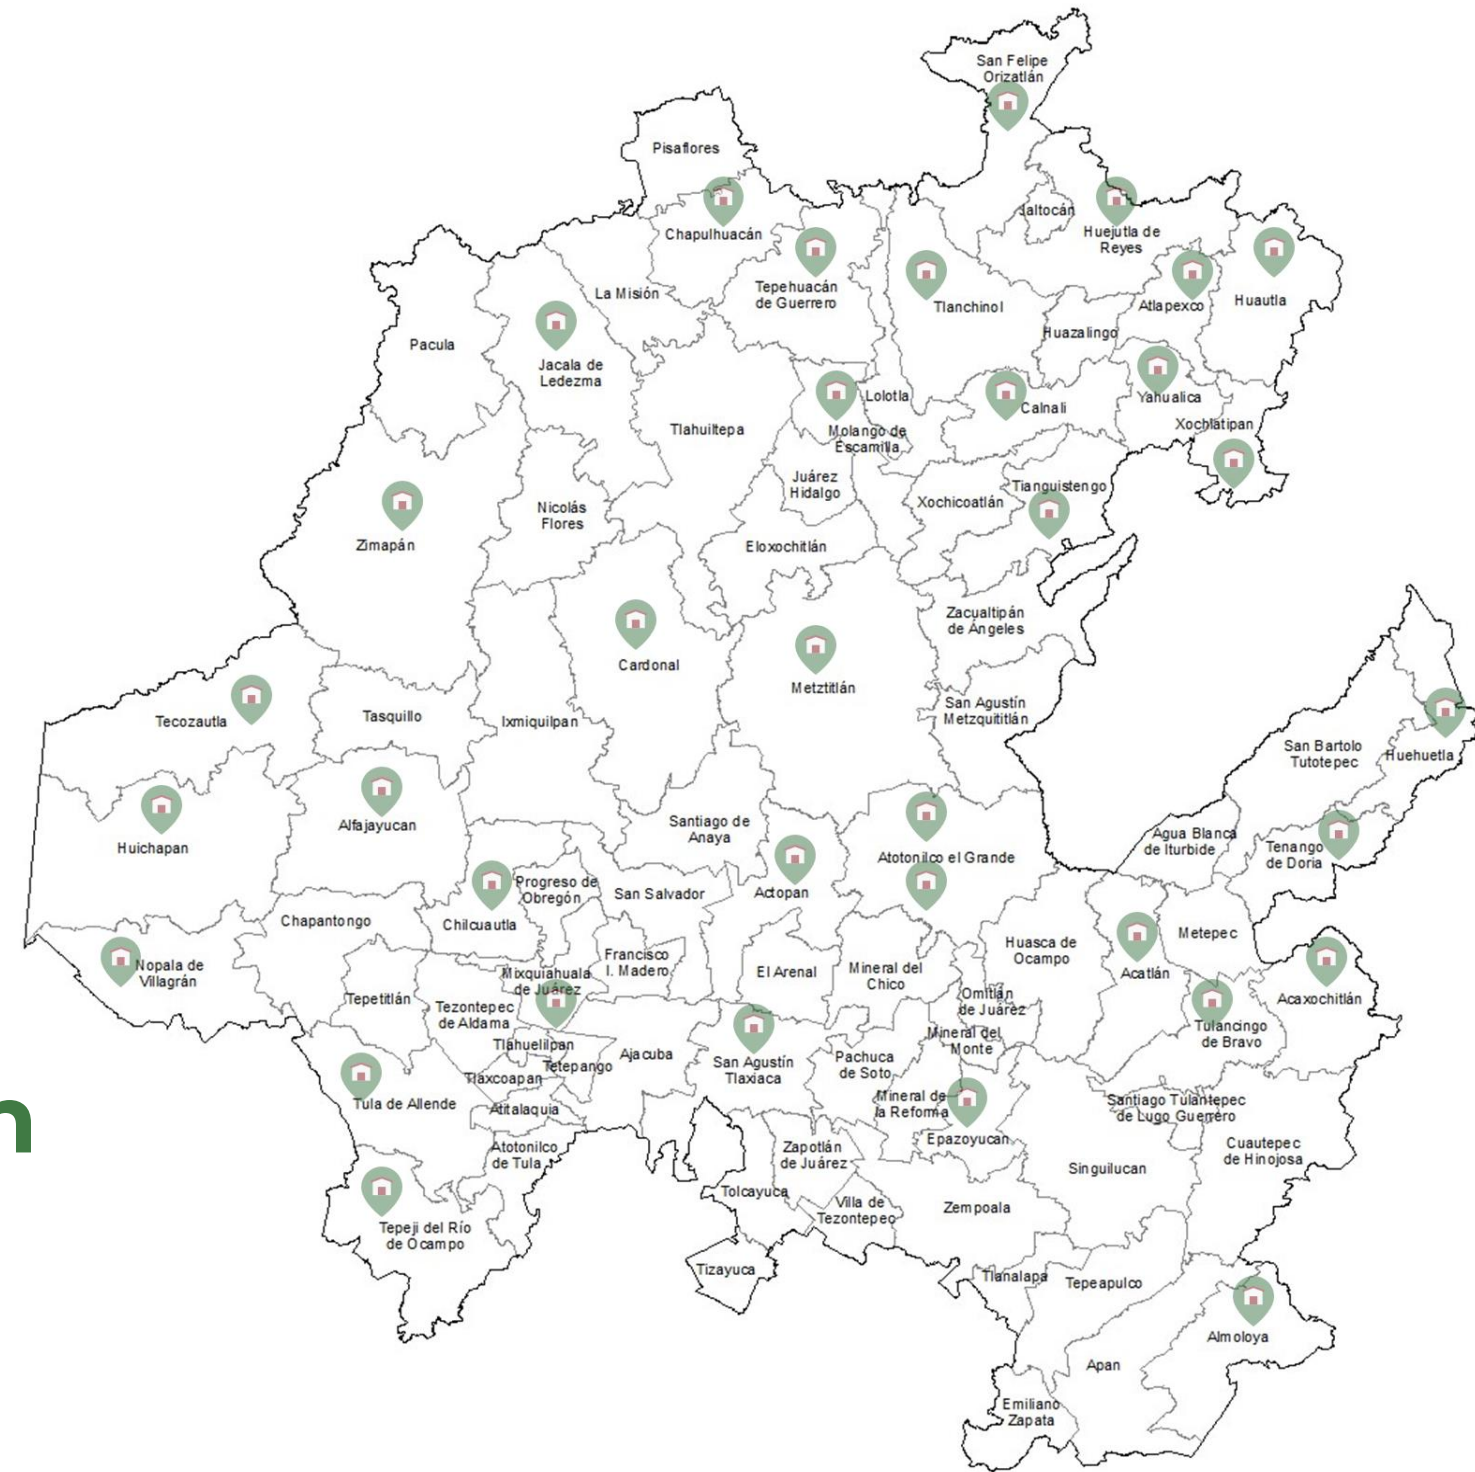 San Felipe
Orizatlán
Pisaflores
Jaltocán
Chapulhuacán
Huejutla de
Reyes
La Misión
Tepehuacán
de Guerrero
Tlanchinol
Atlapexco
Huautla
Huazalingo
Pacula
Jacala de
Ledezma
Lolotla
Calnali
Yahualica
Xochiatipan
Tlahuiltepa
Molango de
Escamilla
Juárez
Hidalgo
Tianguistengo
Xochicoatlán
Nicolás
Flores
Zimapán
Eloxochitlán
Zacualtipán
de Ángeles
Cardonal
Metztitlán
San Agustín
Metzquititlán
Tecozautla
Tasquillo
Ixmiquilpan
San Bartolo
Tutotepec
Huehuetla
Huichapan
Alfajayucan
Santiago de
Anaya
Agua Blanca
de Iturbide
Tenango
de Doria
Atotonilco el Grande
Progreso de
Obregón
San Salvador
Actopan
Chapantongo
Chilcuautla
Metepec
Huasca de
Ocampo
Nopala de
Villagrán
Mixquiahuala
de Juárez
Francisco
I. Madero
El Arenal
Mineral del
Chico
Acatlán
Acaxochitlán
Tepetitlán
Tezontepec
de Aldama
Omitlán
de Juárez
Tulancingo
de Bravo
Tlahuelilpan
Mineral del
Monte
Ajacuba
San Agustín
Tlaxiaca
Pachuca
de Soto
Tetepango
Tlaxcoapan
Tula de Allende
Atitalaquia
Mineral de
la Reforma
Santiago Tulantepec
de Lugo Guerrero
Epazoyucan
Atotonilco
de Tula
Zapotlán
de Juárez
Cuautepec
de Hinojosa
Singuilucan
Tolcayuca
Villa de
Tezontepec
Zempoala
Tepeji del Río
de Ocampo
Tizayuca
Tlanalapa
Tepeapulco
Almoloya
Apan
Emiliano
Zapata
n